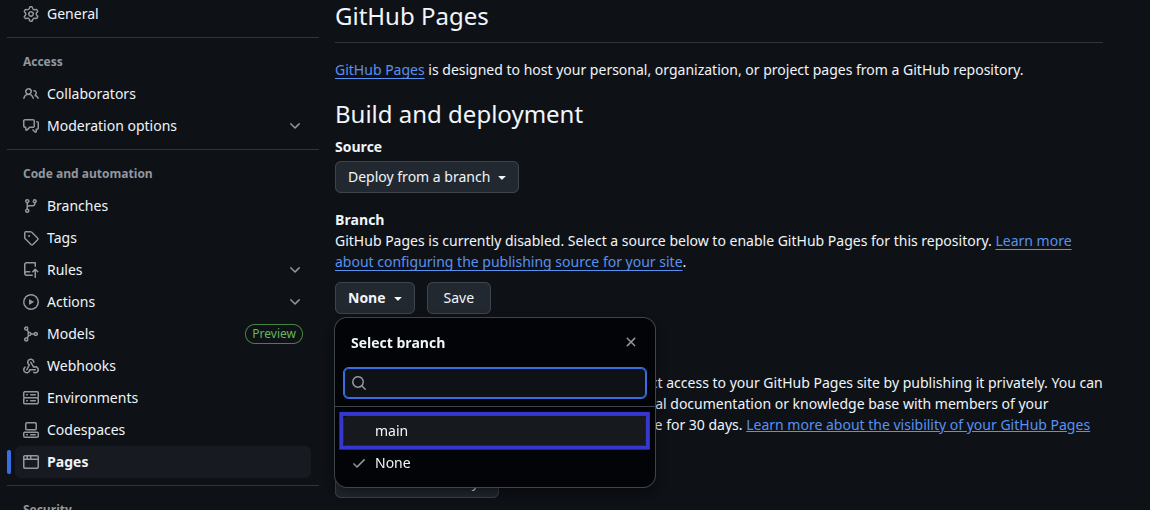 General
Access
Collaborators
Moderation options
Code and automation
Branches
Tags
Rules
Actions
Models
Preview
Webhooks
Environments
Codespaces
Pages
Security
GitHub Pages
GitHub Pages is designed to host your personal, organization, or project pages from a GitHub repository.
Build and deployment
Source
Deploy from a branch
Branch
GitHub Pages is currently disabled. Select a source below to enable GitHub Pages for this repository. Learn more
about configuring the publishing source for your site.
None
Save
Select branch
main
None
access to your GitHub Pages site by publishing it privately. You can
documentation or knowledge base with members of your
for 30 days. Learn more about the visibility of your GitHub Pages